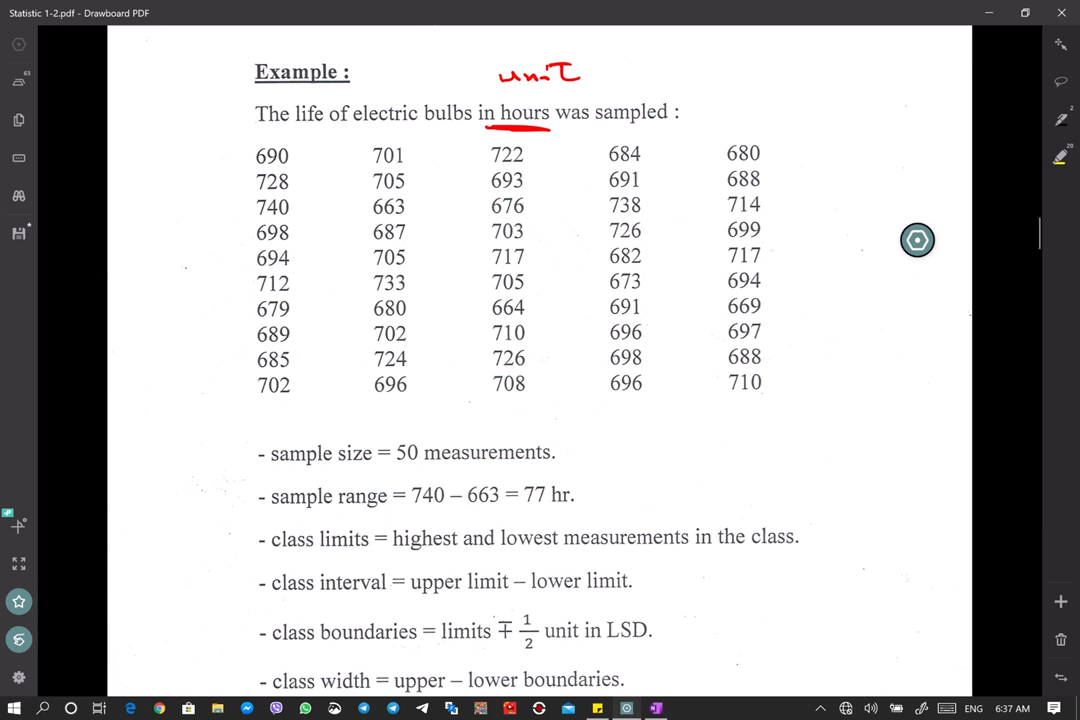 Statistic 1-2.pdf - Drawboard PDF
Example :
unit
The life of electric bulbs in hours was sampled :
690 701 722 684 680
728 705 693 691 688
740 663 676 738 714
698 687 703 726 699
694 705 717 682 717
712 733 705 673 694
679 680 664 691 669
689 702 710 696 697
685 724 726 698 688
702 696 708 696 710
- sample size = 50 measurements.
- sample range = 740 – 663 = 77 hr.
- class limits = highest and lowest measurements in the class.
- class interval = upper limit – lower limit.
- class boundaries = limits ∓ 1/2 unit in LSD.
- class width = upper – lower boundaries.
63
2
20
ENG 6:37 AM